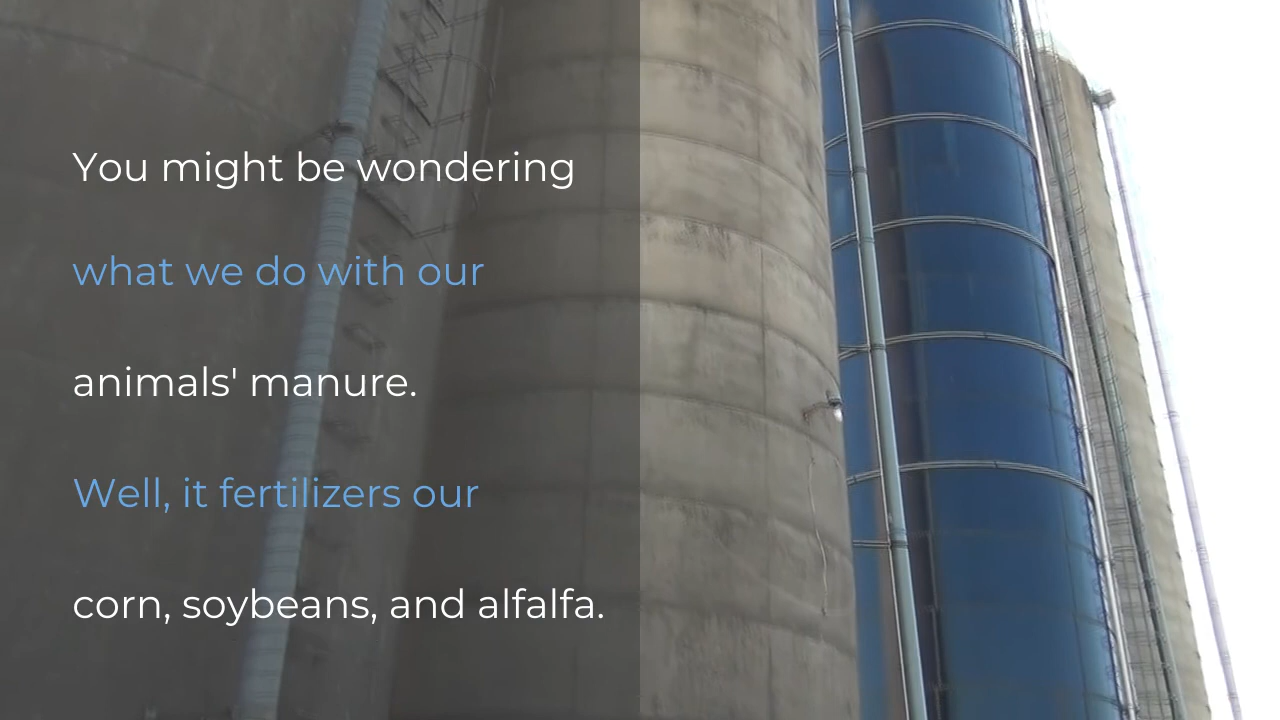 You might be wondering
what we do with our
animals' manure.
Well, it fertilizers our
corn, soybeans, and alfalfa.